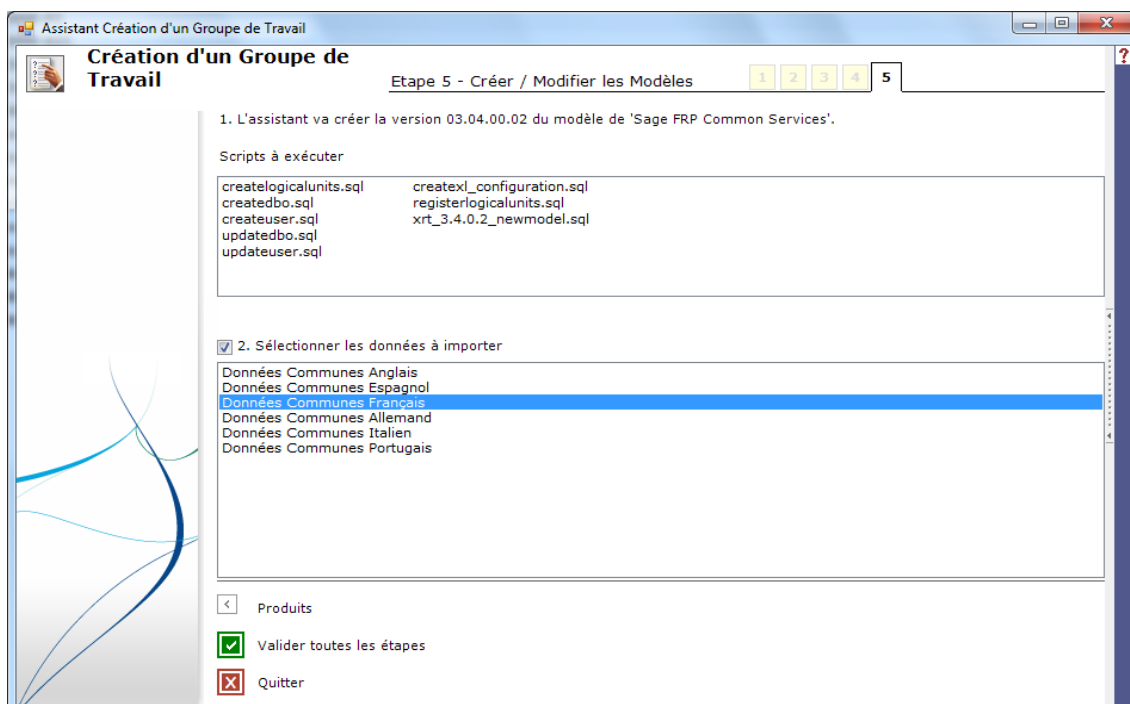 Assistant Création d'un Groupe de Travail
Création d'un Groupe de
Travail
Etape 5 - Créer / Modifier les Modèles
1 2 3 4 5
?
1. L'assistant va créer la version 03.04.00.02 du modèle de 'Sage FRP Common Services'.
Scripts à exécuter
createlogicalunits.sql createxl_configuration.sql
createdbo.sql registerlogicalunits.sql
createuser.sql xrt_3.4.0.2_newmodel.sql
updatedbo.sql
updateuser.sql
2. Sélectionner les données à importer
Données Communes Anglais
Données Communes Espagnol
Données Communes Français
Données Communes Allemand
Données Communes Italien
Données Communes Portugais
< Produits
Valider toutes les étapes
Quitter